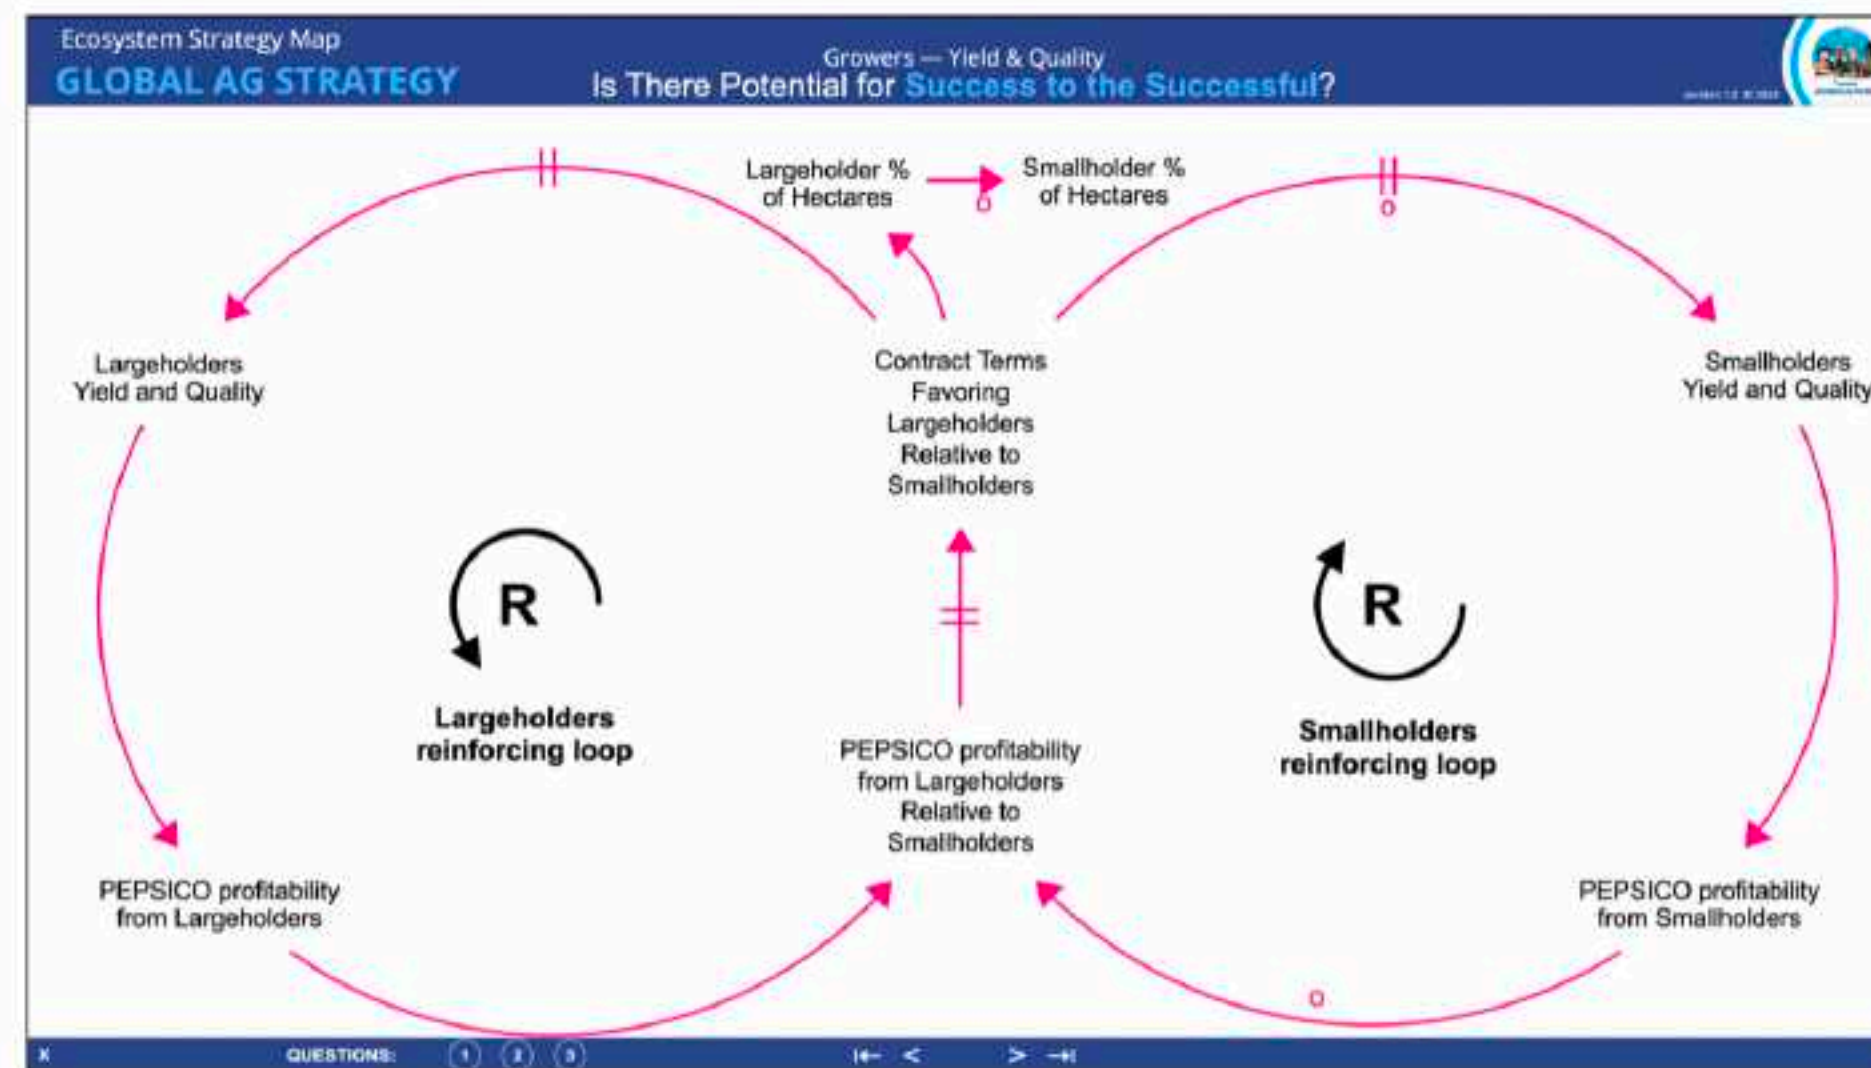 Ecosystem Strategy Map
GLOBAL AG STRATEGY
Growers — Yield & Quality
Is There Potential for Success to the Successful?
Largeholder %
of Hectares
o
Smallholder %
of Hectares
o
Largeholders
Yield and Quality
Contract Terms
Favoring
Largeholders
Relative to
Smallholders
Smallholders
Yield and Quality
R
Largeholders
reinforcing loop
R
Smallholders
reinforcing loop
PEPSICO profitability
from Largeholders
Relative to
Smallholders
PEPSICO profitability
from Largeholders
PEPSICO profitability
from Smallholders
o
X
QUESTIONS:
1 2 3
< >